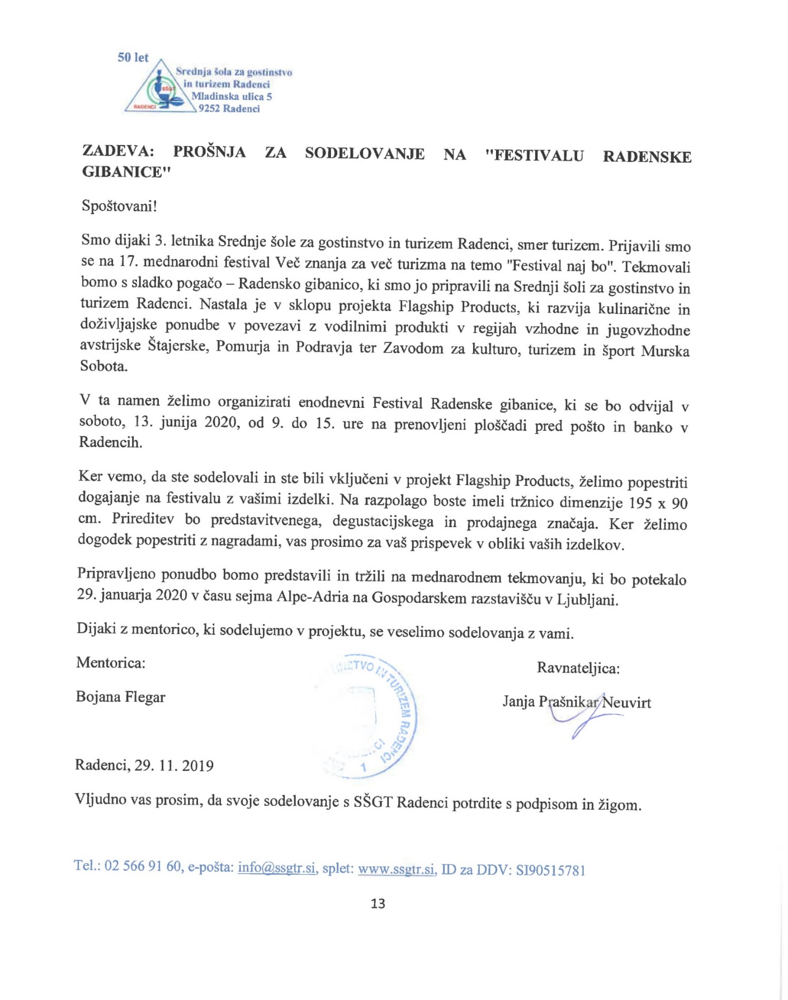 50 let
Srednja šola za gostinstvo
in turizem Radenci
Mladinska ulica 5
9252 Radenci
SŠGT
RADENCI
ZADEVA: PROŠNJA ZA SODELOVANJE NA "FESTIVALU RADENSKE
GIBANICE"
Spoštovani!
Smo dijaki 3. letnika Srednje šole za gostinstvo in turizem Radenci, smer turizem. Prijavili smo
se na 17. mednarodni festival Več znanja za več turizma na temo "Festival naj bo". Tekmovali
bomo s sladko pogačo – Radensko gibanico, ki smo jo pripravili na Srednji šoli za gostinstvo in
turizem Radenci. Nastala je v sklopu projekta Flagship Products, ki razvija kulinarične in
doživljajske ponudbe v povezavi z vodilnimi produkti v regijah vzhodne in jugovzhodne
avstrijske Štajerske, Pomurja in Podravja ter Zavodom za kulturo, turizem in šport Murska
Sobota.
V ta namen želimo organizirati enodnevni Festival Radenske gibanice, ki se bo odvijal v
soboto, 13. junija 2020, od 9. do 15. ure na prenovljeni ploščadi pred pošto in banko v
Radencih.
Ker vemo, da ste sodelovali in ste bili vključeni v projekt Flagship Products, želimo popestriti
dogajanje na festivalu z vašimi izdelki. Na razpolago boste imeli tržnico dimenzije 195 x 90
cm. Prireditev bo predstavitvenega, degustacijskega in prodajnega značaja. Ker želimo
dogodek popestriti z nagradami, vas prosimo za vaš prispevek v obliki vaših izdelkov.
Pripravljeno ponudbo bomo predstavili in tržili na mednarodnem tekmovanju, ki bo potekalo
29. januarja 2020 v času sejma Alpe-Adria na Gospodarskem razstavišču v Ljubljani.
Dijaki z mentorico, ki sodelujemo v projektu, se veselimo sodelovanja z vami.
Mentorica:
Ravnateljica:
Bojana Flegar
Janja Prašnikar Neuvirt
IN TURIZEM RADENCI
1
Radenci, 29. 11. 2019
Vljudno vas prosim, da svoje sodelovanje s SŠGT Radenci potrdite s podpisom in žigom.
Tel.: 02 566 91 60, e-pošta: info@ssgtr.si, splet: www.ssgtr.si, ID za DDV: SI90515781
13